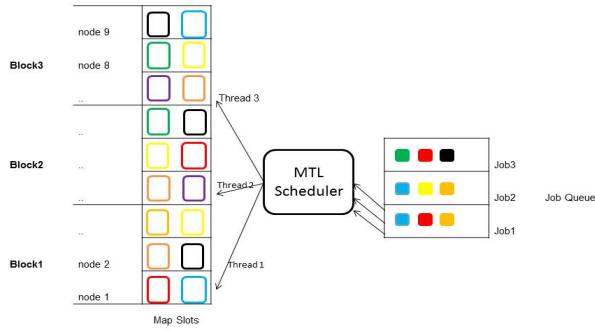 node 9
Block3
node 8
..
Thread 3
..
Block2
..
Thread 2
..
MTL
Scheduler
Job3
Job2
Job Queue
Job1
..
Block1
node 2
Thread 1
node 1
Map Slots